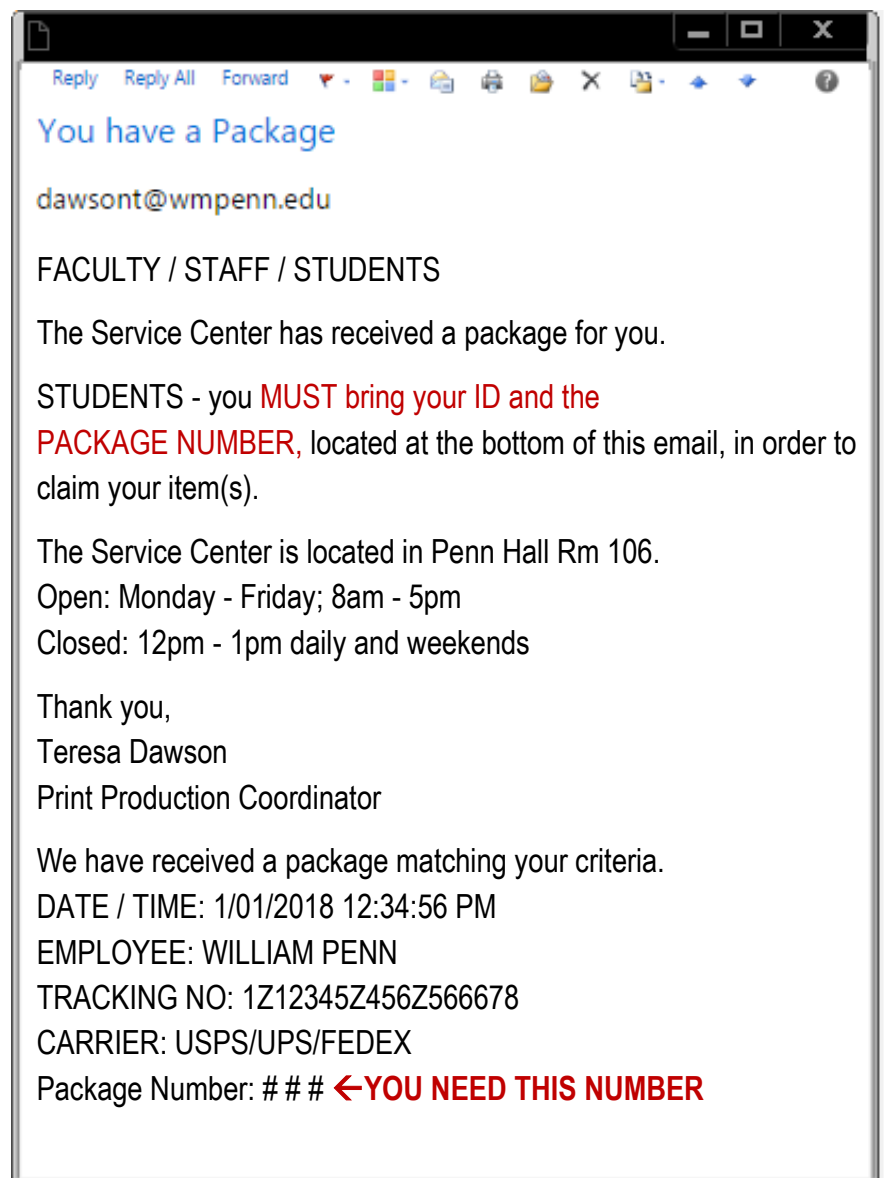 Reply Reply All Forward
You have a Package
dawsont@wmpenn.edu
FACULTY / STAFF / STUDENTS
The Service Center has received a package for you.
STUDENTS - you MUST bring your ID and the
PACKAGE NUMBER, located at the bottom of this email, in order to
claim your item(s).
The Service Center is located in Penn Hall Rm 106.
Open: Monday - Friday; 8am - 5pm
Closed: 12pm - 1pm daily and weekends
Thank you,
Teresa Dawson
Print Production Coordinator
We have received a package matching your criteria.
DATE / TIME: 1/01/2018 12:34:56 PM
EMPLOYEE: WILLIAM PENN
TRACKING NO: 1Z12345Z456Z566678
CARRIER: USPS/UPS/FEDEX
Package Number: # # # ←YOU NEED THIS NUMBER